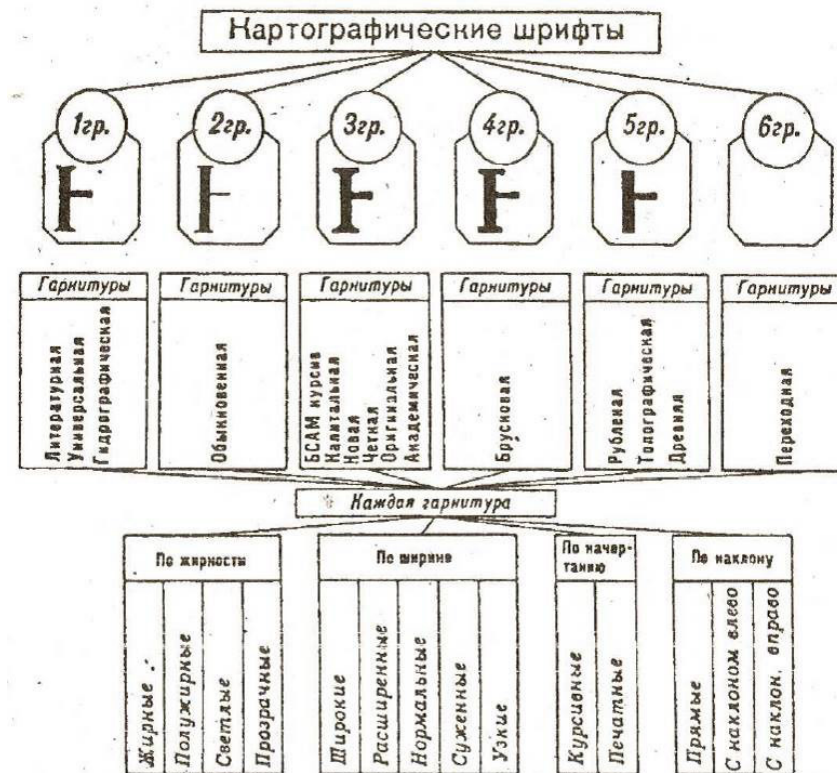 Картографические шрифты
1гр.
2гр.
3гр.
4гр.
5гр.
6гр.
Гарнитуры
Литературная
Универсальная
Гидрографическая
Гарнитуры
Обыкновенная
Гарнитуры
БСАМ курсив
Капитальная
Новая
Четкая
Оригинальная
Академическая
Гарнитуры
Брусковая
Гарнитуры
Рубленая
Топографическая
Древняя
Гарнитуры
Переходная
Каждая гарнитура
По жирности
Жирные
Полужирные
Светлые
Прозрачные
По ширине
Широкие
Расширенные
Нормальные
Суженные
Узкие
По начер-
танию
Курсивные
Печатные
По наклону
Прямые
С наклоном влево
С наклон. вправо